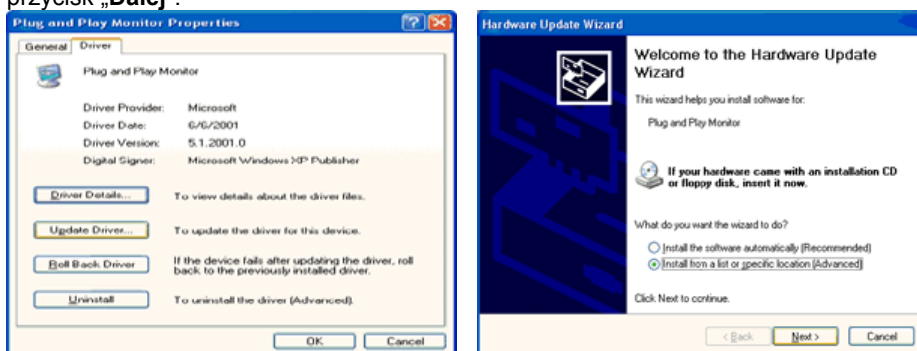 przycisk „Dalej".
Plug and Play Monitor Properties
General
Driver
Plug and Play Monitor
Driver Provider: Microsoft
Driver Date: 6/6/2001
Driver Version: 5.1.2001.0
Digital Signer: Microsoft Windows XP Publisher
Driver Details... To view details about the driver files.
Update Driver... To update the driver for this device.
Roll Back Driver If the device fails after updating the driver, roll
back to the previously installed driver.
Uninstall To uninstall the driver (Advanced).
OK Cancel
Hardware Update Wizard
Welcome to the Hardware Update
Wizard
This wizard helps you install software for:
Plug and Play Monitor
If your hardware came with an installation CD
or floppy disk, insert it now.
What do you want the wizard to do?
Install the software automatically (Recommended)
Install from a list or specific location (Advanced)
Click Next to continue.
< Back Next > Cancel